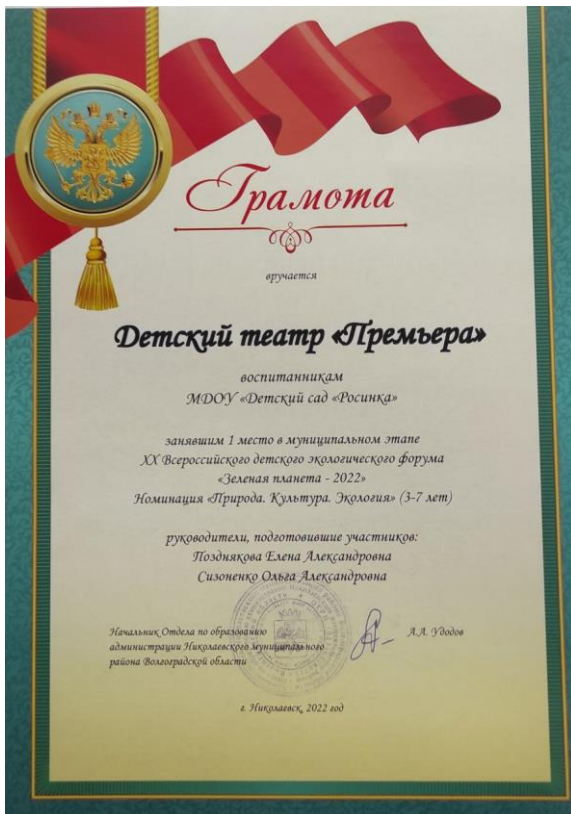 Грамота
вручается
Детский театр «Премьера»
воспитанникам
МДОУ «Детский сад «Росинка»
занявшим 1 место в муниципальном этапе
XX Всероссийского детского экологического форума
«Зеленая планета - 2022»
Номинация «Природа. Культура. Экология» (3-7 лет)
руководители, подготовившие участников:
Позднякова Елена Александровна
Сизоненко Ольга Александровна
Начальник Отдела по образованию
администрации Николаевского муниципального
района Волгоградской области
А.А. Удодов
г. Николаевск, 2022 год